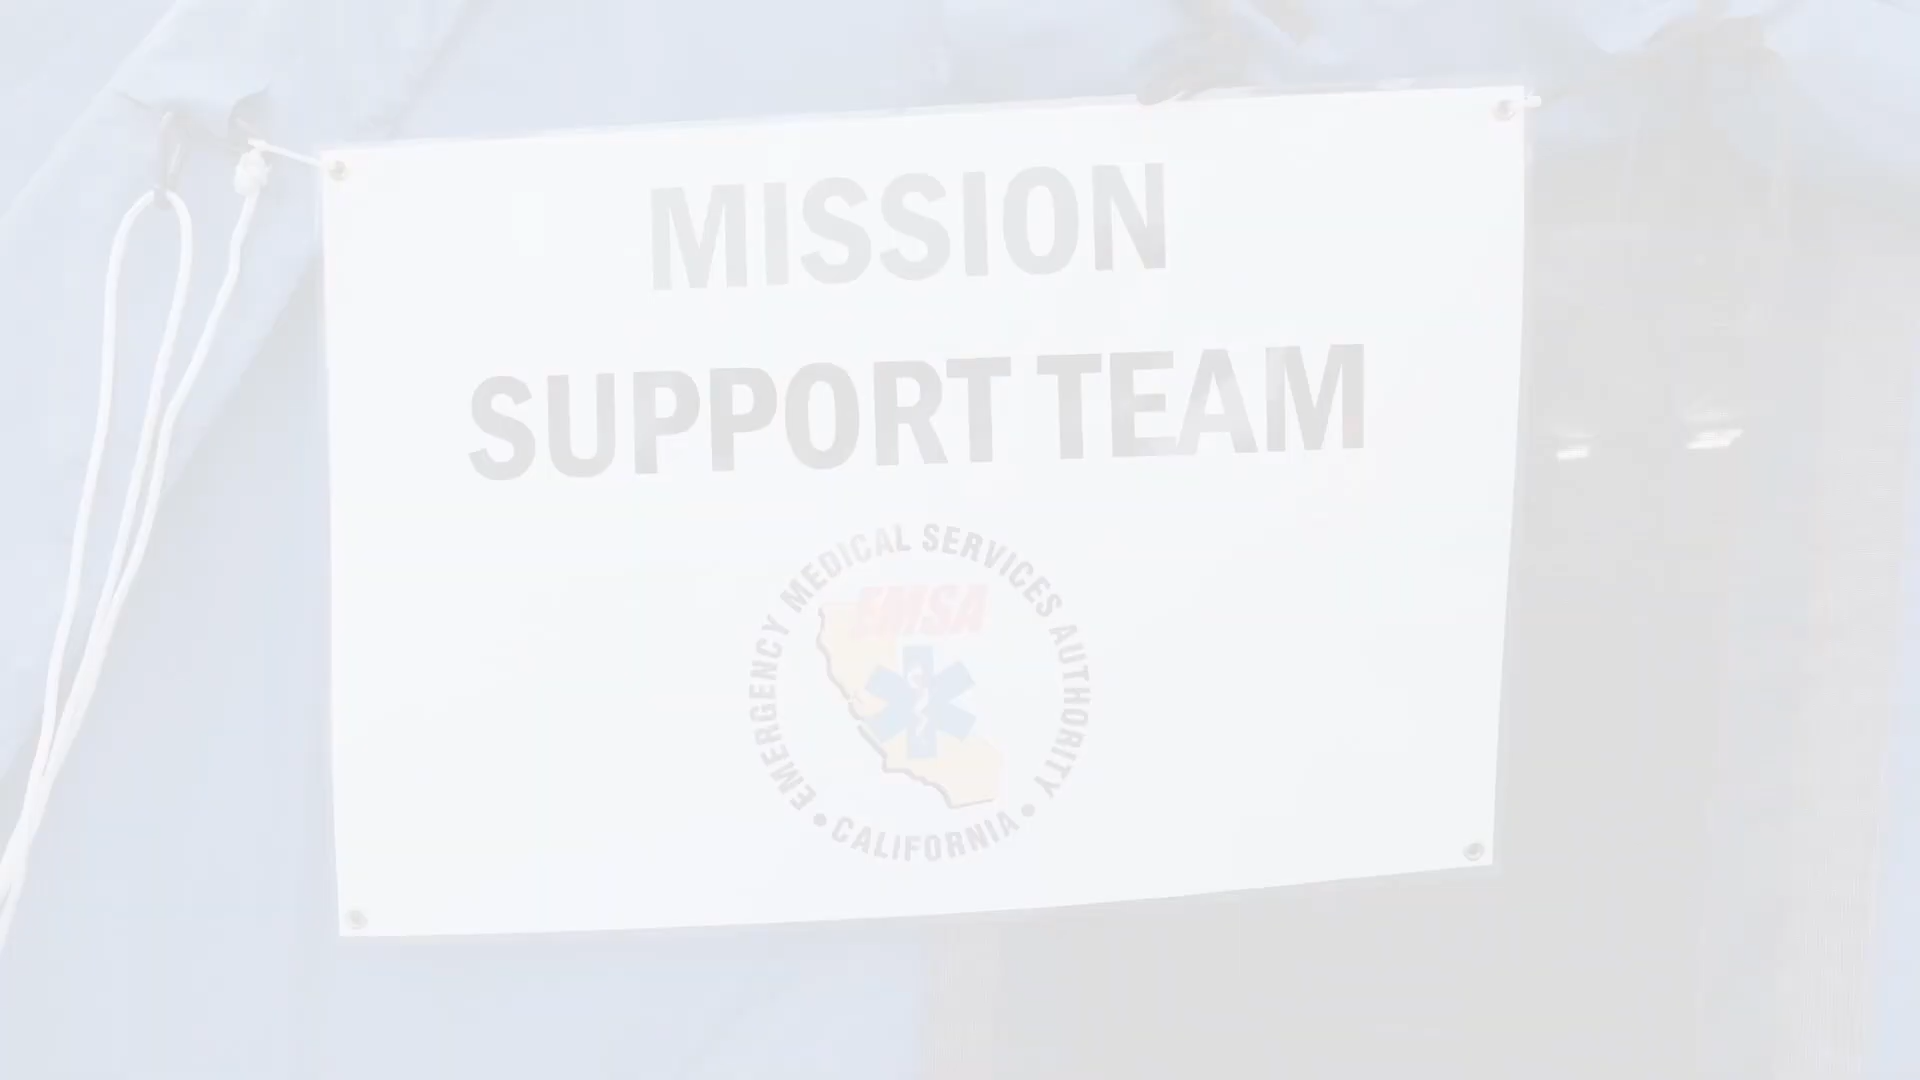 MISSION
SUPPORT TEAM
EMERGENCY MEDICAL SERVICES AUTHORITY
EMSA
• CALIFORNIA •